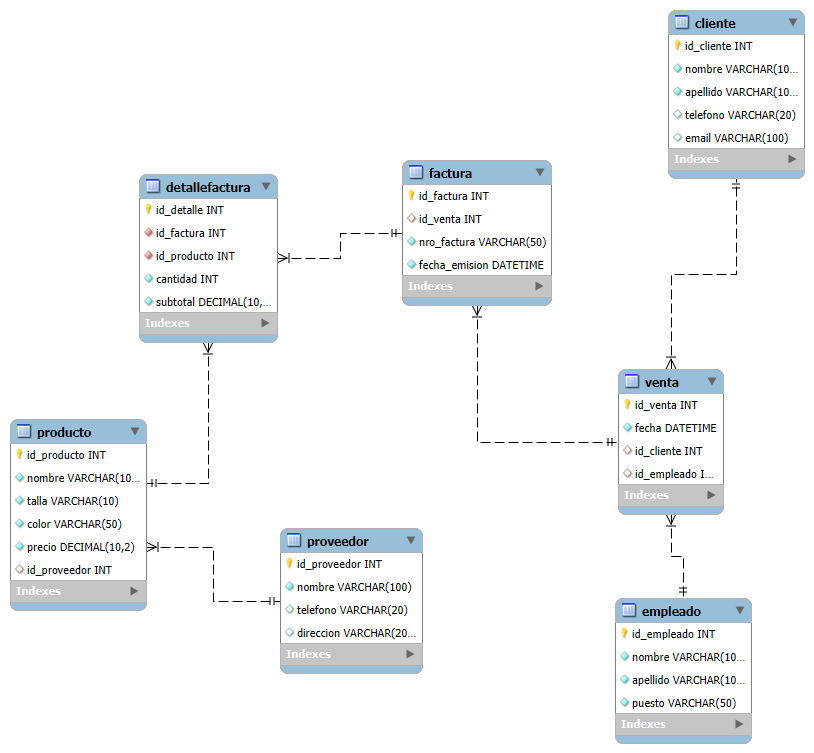 cliente
id_cliente INT
nombre VARCHAR(10...
apellido VARCHAR(10...
telefono VARCHAR(20)
email VARCHAR(100)
Indexes
detallefactura
id_detalle INT
id_factura INT
id_producto INT
cantidad INT
subtotal DECIMAL(10,...
Indexes
factura
id_factura INT
id_venta INT
nro_factura VARCHAR(50)
fecha_emision DATETIME
Indexes
venta
id_venta INT
fecha DATETIME
id_cliente INT
id_empleado I...
Indexes
producto
id_producto INT
nombre VARCHAR(10...
talla VARCHAR(10)
color VARCHAR(50)
precio DECIMAL(10,2)
id_proveedor INT
Indexes
proveedor
id_proveedor INT
nombre VARCHAR(100)
telefono VARCHAR(20)
direccion VARCHAR(20...
Indexes
empleado
id_empleado INT
nombre VARCHAR(10...
apellido VARCHAR(10...
puesto VARCHAR(50)
Indexes